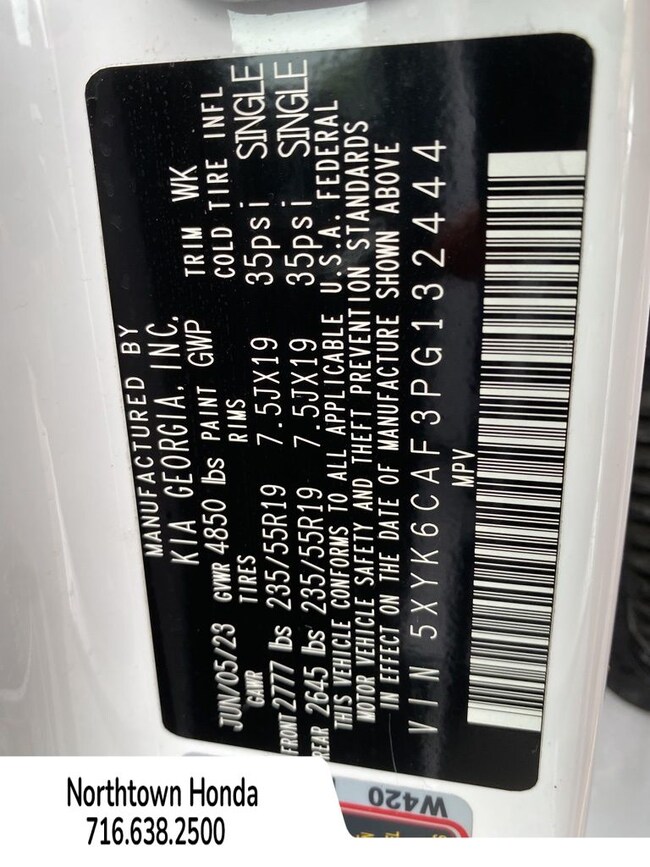 MANUFACTURED BY
KIA GEORGIA, INC.
JUN/05/23 GVWR 4850 lbs PAINT GWP TRIM WK
GAWR TIRES RIMS COLD TIRE INFL
FRONT 2777 lbs 235/55R19 7.5JX19 35psi SINGLE
REAR 2645 lbs 235/55R19 7.5JX19 35psi SINGLE
THIS VEHICLE CONFORMS TO ALL APPLICABLE U.S.A. FEDERAL
MOTOR VEHICLE SAFETY AND THEFT PREVENTION STANDARDS
IN EFFECT ON THE DATE OF MANUFACTURE SHOWN ABOVE
VIN 5XYK6CAF3PG132444
MPV
W420
Northtown Honda
716.638.2500